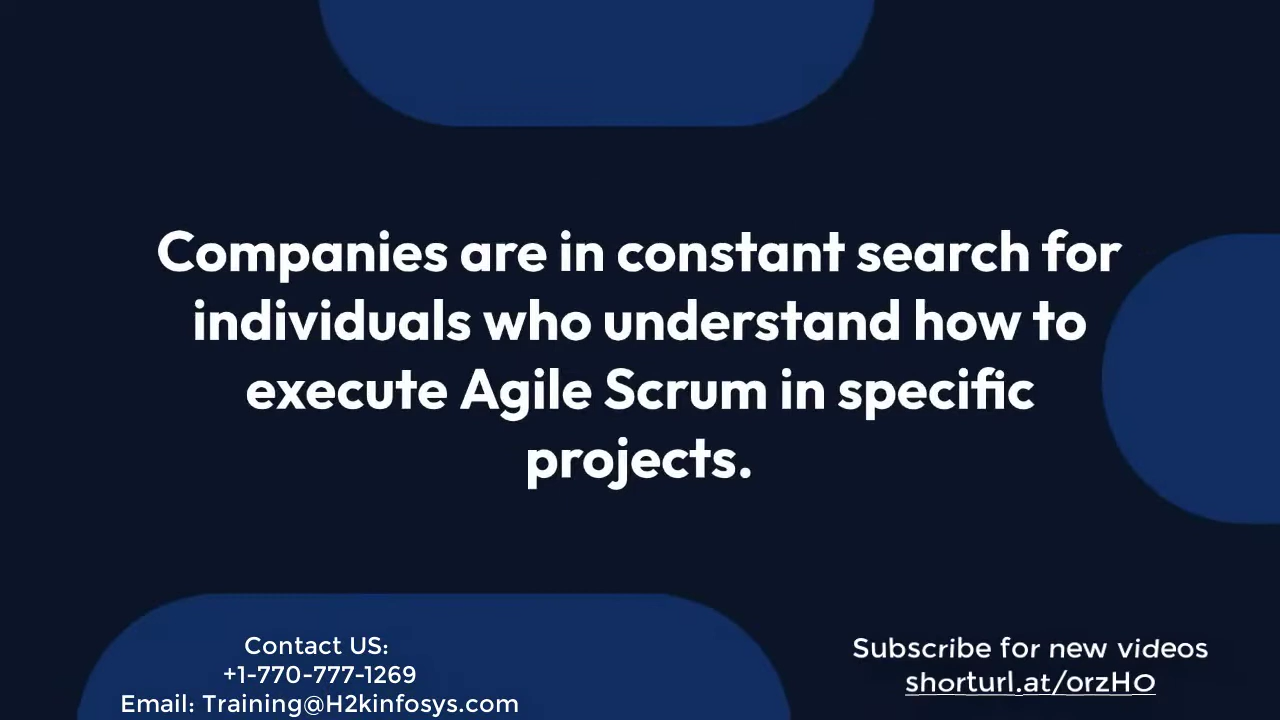 Companies are in constant search for
individuals who understand how to
execute Agile Scrum in specific
projects.
Contact US:
+1-770-777-1269
Email: Training@H2kinfosys.com
Subscribe for new videos
shorturl.at/orzHO